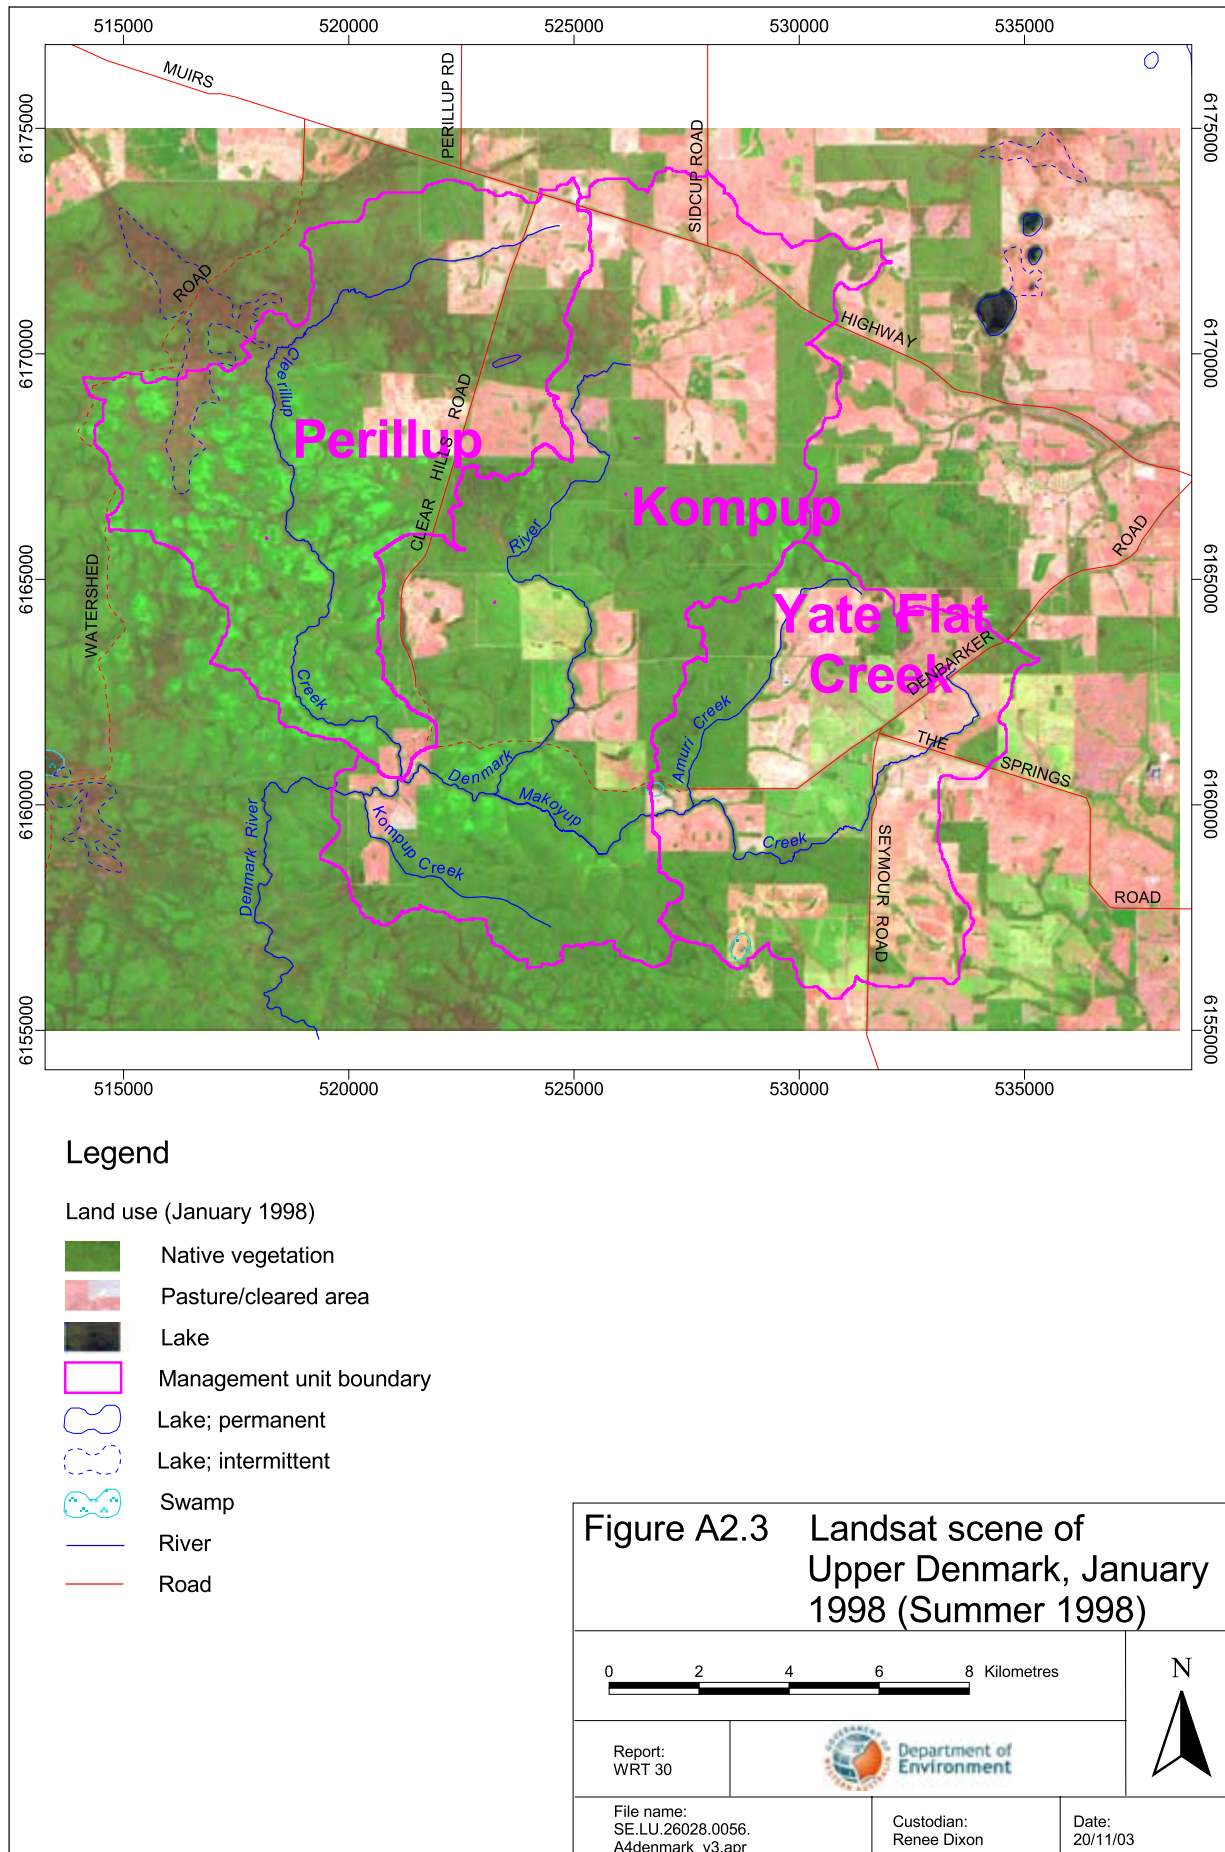 515000 520000 525000 530000 535000
6175000
6170000
6165000
6160000
6155000
6175000
6170000
6165000
6160000
6155000
MUIRS
PERILLUP RD
SIDCUP ROAD
HIGHWAY
ROAD
Cleerillup
CLEAR HILLS ROAD
Perillup
Kompup
River
ROAD
WATERSHED
Yate Flat
Creek
DENBARKER
Creek
Amuri Creek
THE
SPRINGS
ROAD
Denmark
Makoyup
Creek
Kompup Creek
Denmark River
SEYMOUR ROAD
515000 520000 525000 530000 535000
Legend
Land use (January 1998)
Native vegetation
Pasture/cleared area
Lake
Management unit boundary
Lake; permanent
Lake; intermittent
Swamp
River
Road
Figure A2.3 Landsat scene of
Upper Denmark, January
1998 (Summer 1998)
0 2 4 6 8 Kilometres
N
Report:
WRT 30
GOVERNMENT OF
WESTERN AUSTRALIA
Department of
Environment
File name:
SE.LU.26028.0056.
A4denmark_v3.apr
Custodian:
Renee Dixon
Date:
20/11/03